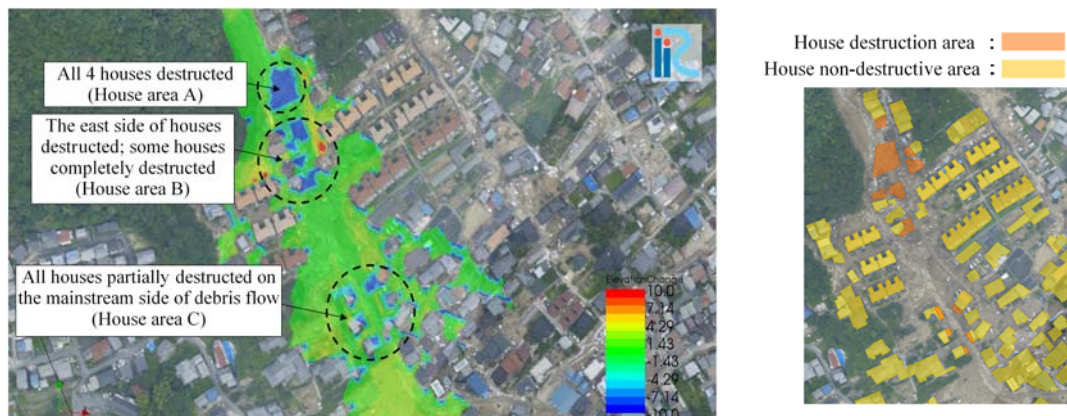 All 4 houses destructed
(House area A)
The east side of houses
destructed; some houses
completely destructed
(House area B)
All houses partially destructed on
the mainstream side of debris flow
(House area C)
iRiC
ElevationChange
10.0
7.14
4.29
1.43
-1.43
-4.29
-7.14
-10.0
House destruction area :
House non-destructive area :